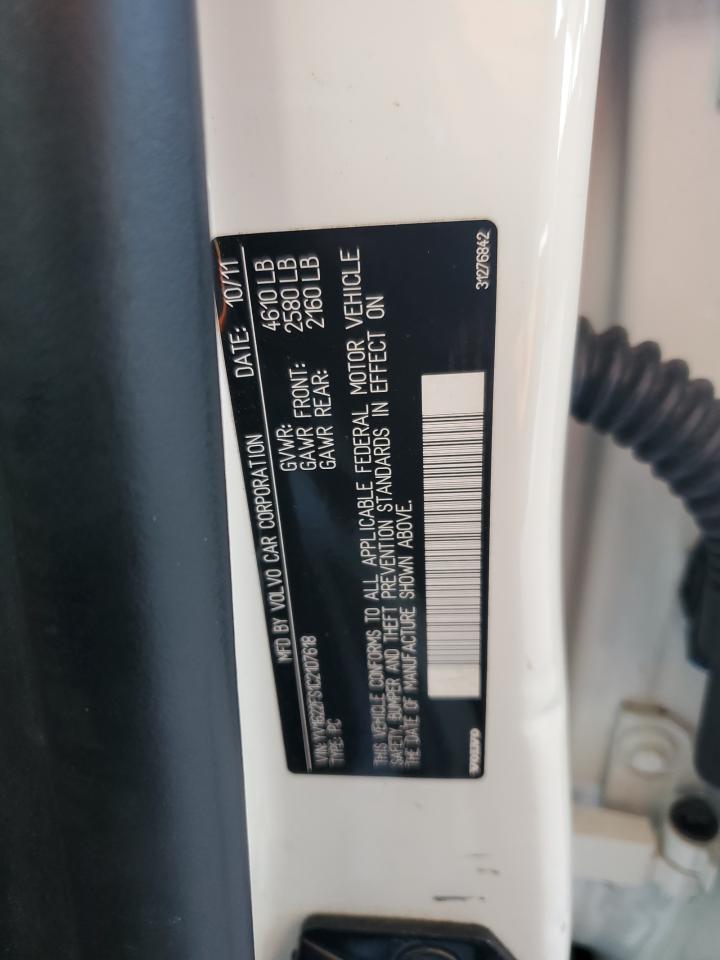 MFD BY VOLVO CAR CORPORATION DATE: 10/11
GVWR: 4610 LB
GAWR FRONT: 2580 LB
GAWR REAR: 2160 LB
VIN: YV1622FS1C2107618
TYPE: PC
THIS VEHICLE CONFORMS TO ALL APPLICABLE FEDERAL MOTOR VEHICLE
SAFETY, BUMPER AND THEFT PREVENTION STANDARDS IN EFFECT ON
THE DATE OF MANUFACTURE SHOWN ABOVE.
VOLVO 31276842